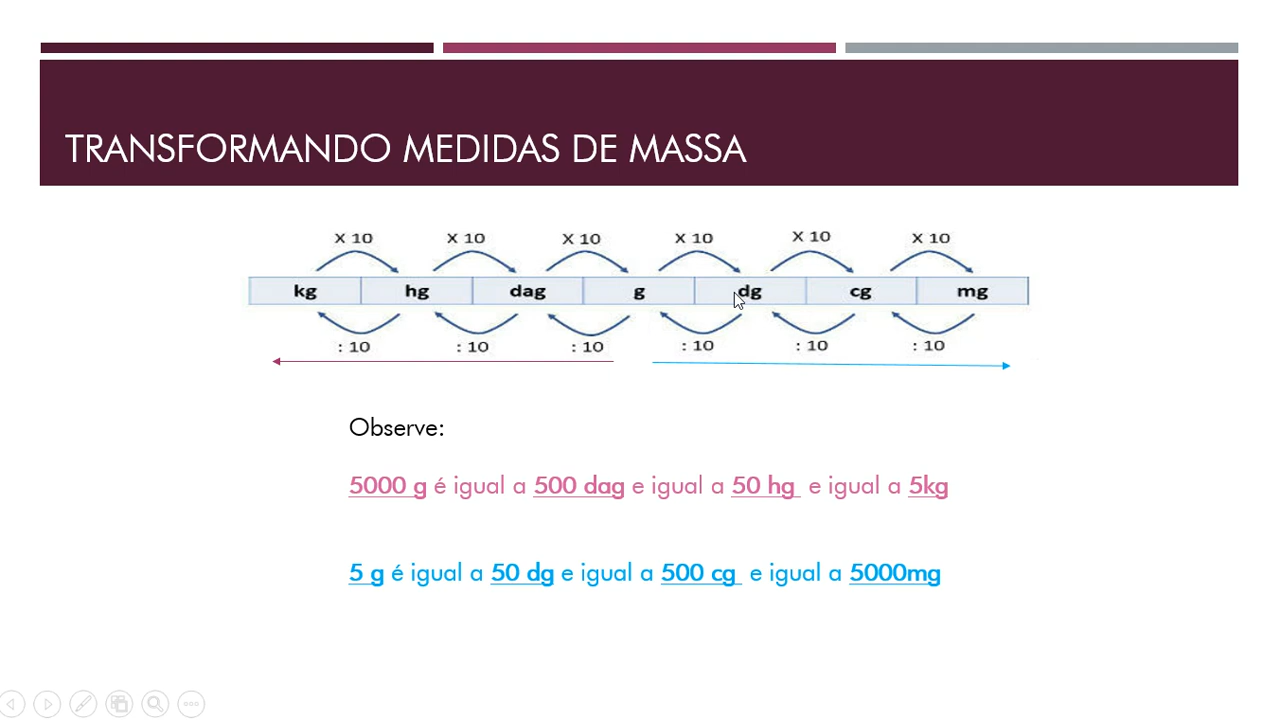 TRANSFORMANDO MEDIDAS DE MASSA
X 10 X 10 X 10 X 10 X 10 X 10
kg hg dag g dg cg mg
: 10 : 10 : 10 : 10 : 10 : 10
Observe:
5000 g é igual a 500 dag e igual a 50 hg e igual a 5kg
5 g é igual a 50 dg e igual a 500 cg e igual a 5000mg